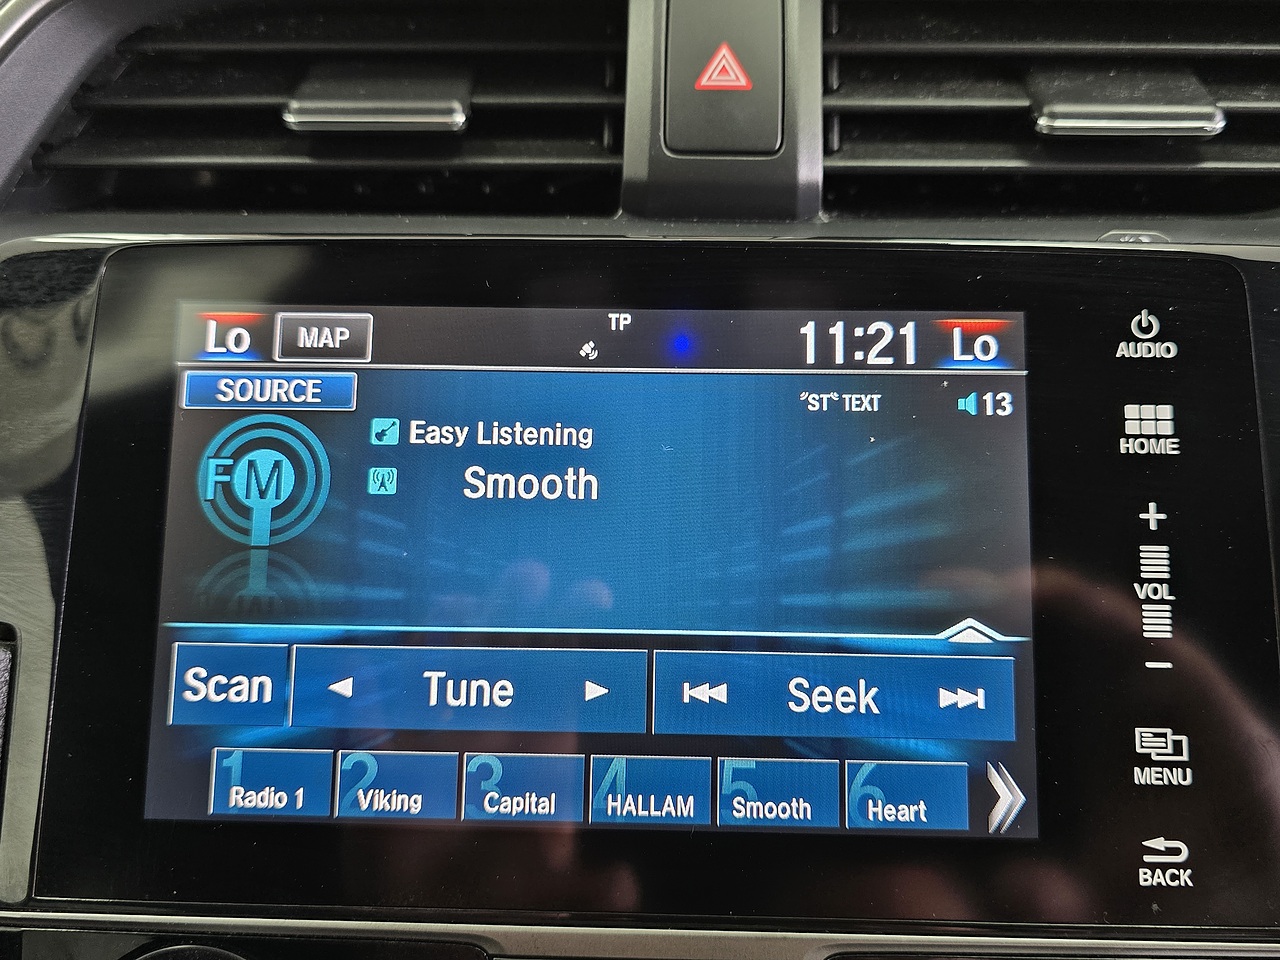 Lo MAP TP 11:21 Lo
SOURCE "ST" TEXT 13
FM Easy Listening
Smooth
Scan Tune Seek
1 Radio 1 2 Viking 3 Capital 4 HALLAM 5 Smooth 6 Heart
AUDIO
HOME
+
VOL
-
MENU
BACK